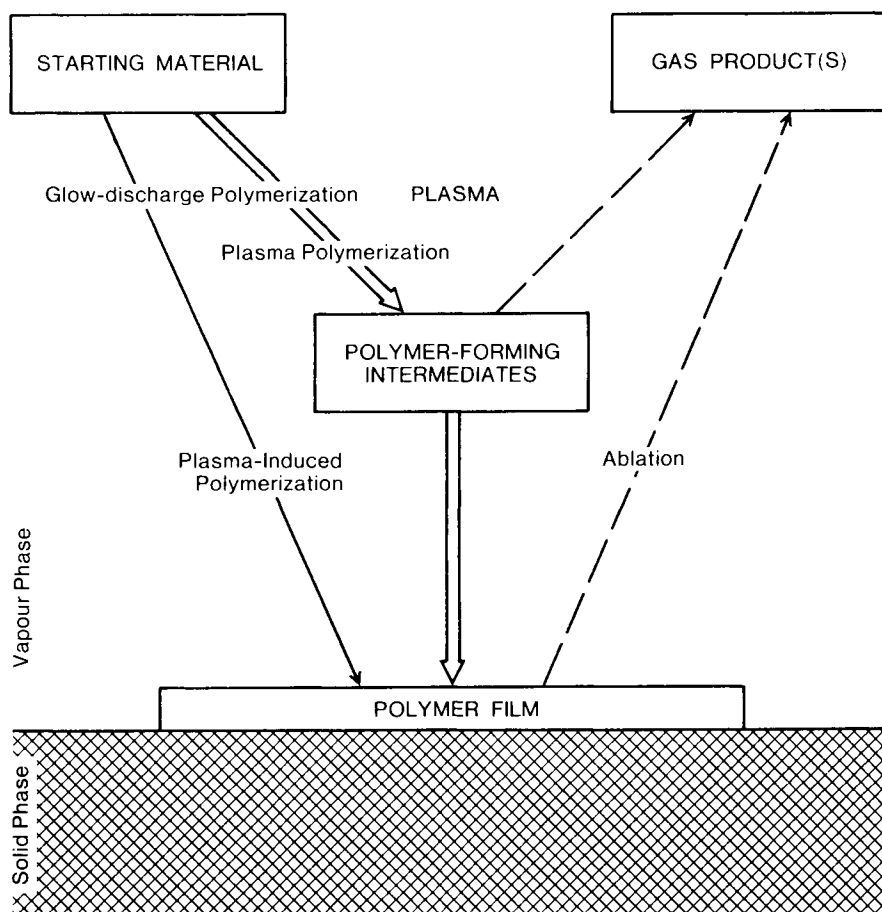 STARTING MATERIAL
GAS PRODUCT(S)
Glow-discharge Polymerization
PLASMA
Plasma Polymerization
POLYMER-FORMING
INTERMEDIATES
Plasma-Induced
Polymerization
Ablation
Vapour Phase
POLYMER FILM
Solid Phase